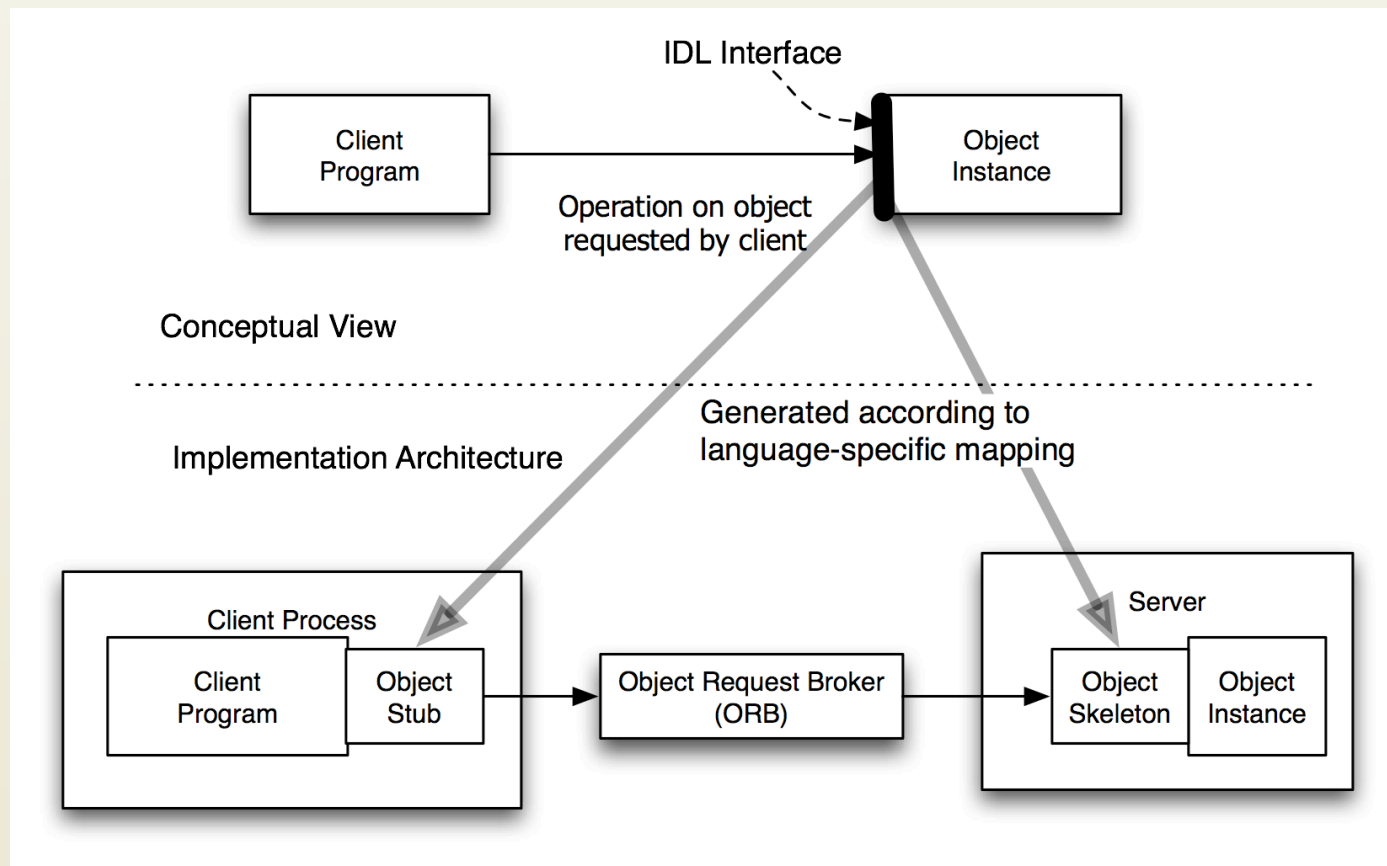 IDL Interface
Client
Program
Object
Instance
Operation on object
requested by client
Conceptual View
Generated according to
language-specific mapping
Implementation Architecture
Client Process
Client
Program
Object
Stub
Object Request Broker
(ORB)
Server
Object
Skeleton
Object
Instance